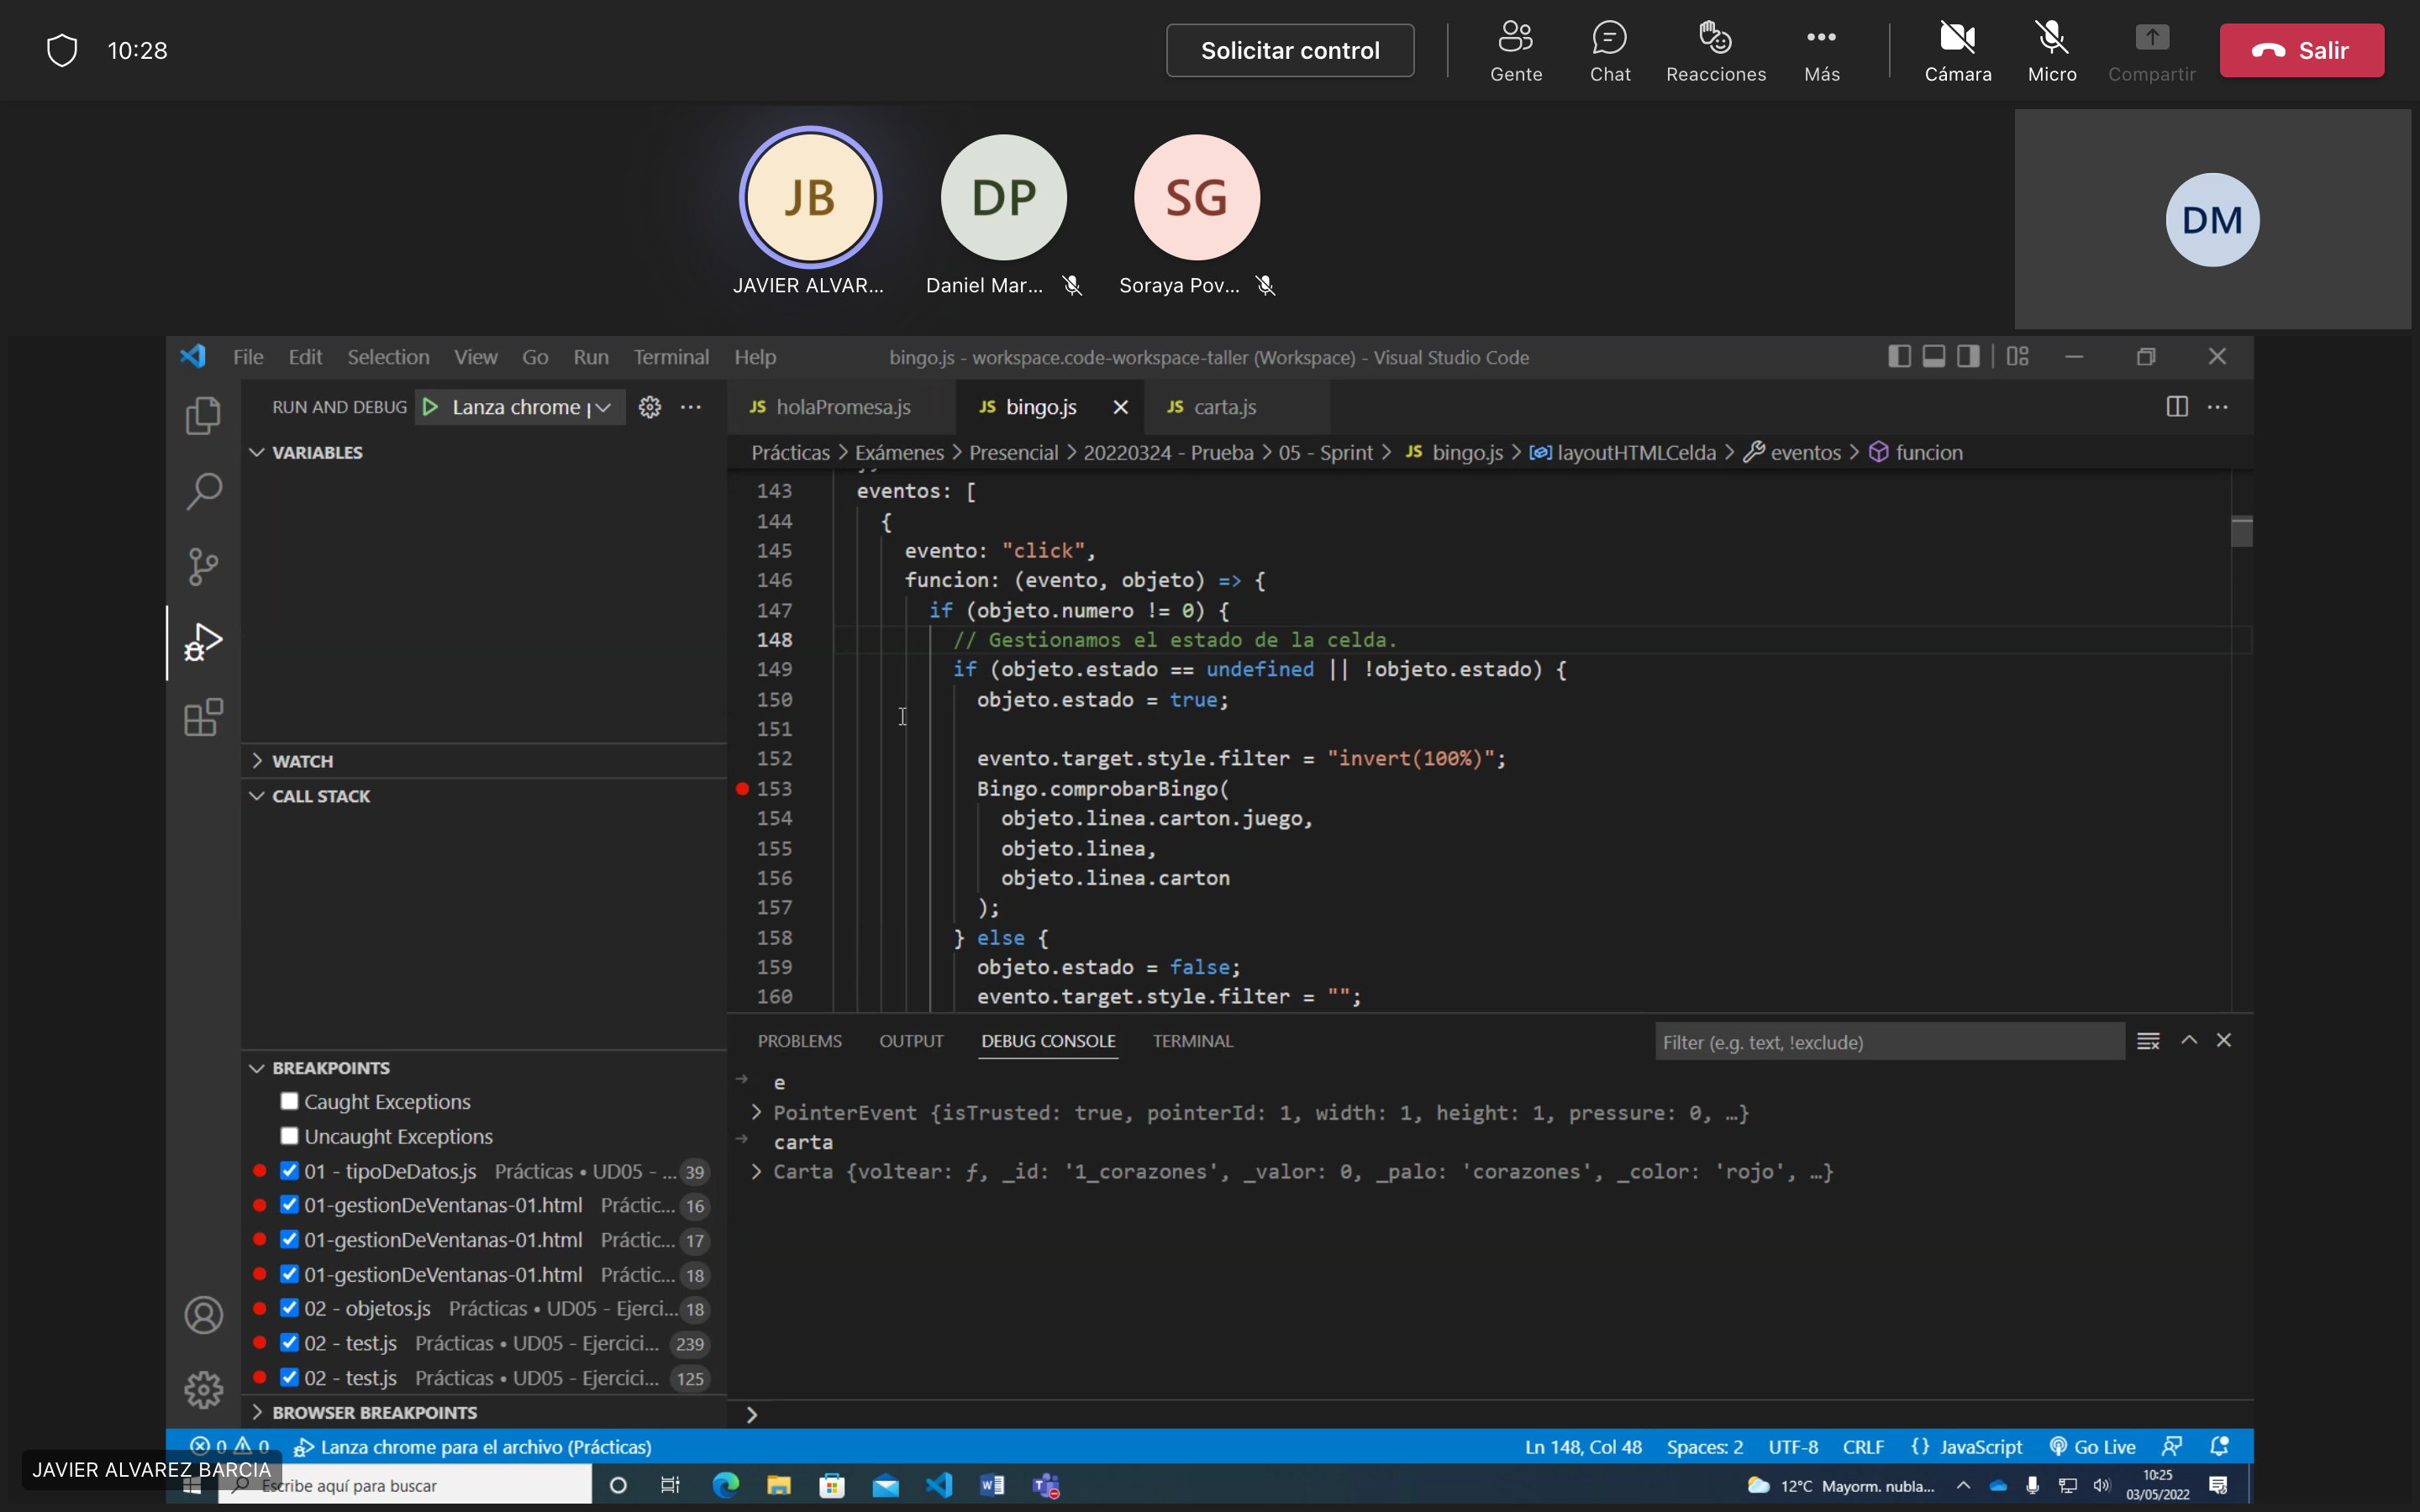 10:28
Solicitar control
Gente
Chat
Reacciones
Más
Cámara
Micro
Compartir
Salir
JB
DP
SG
DM
JAVIER ALVAR...
Daniel Mar...
Soraya Pov...
File Edit Selection View Go Run Terminal Help
bingo.js - workspace.code-workspace-taller (Workspace) - Visual Studio Code
RUN AND DEBUG
Lanza chrome p
JS holaPromesa.js
JS bingo.js
JS carta.js
VARIABLES
Prácticas > Exámenes > Presencial > 20220324 - Prueba > 05 - Sprint > JS bingo.js > layoutHTMLCelda > eventos > funcion
143 eventos: [
144 {
145 evento: "click",
146 funcion: (evento, objeto) => {
147 if (objeto.numero != 0) {
148 // Gestionamos el estado de la celda.
149 if (objeto.estado == undefined || !objeto.estado) {
150 objeto.estado = true;
151
152 evento.target.style.filter = "invert(100%)";
153 Bingo.comprobarBingo(
154 objeto.linea.carton.juego,
155 objeto.linea,
156 objeto.linea.carton
157 );
158 } else {
159 objeto.estado = false;
160 evento.target.style.filter = "";
WATCH
CALL STACK
BREAKPOINTS
Caught Exceptions
Uncaught Exceptions
01 - tipoDeDatos.js Prácticas • UD05 - ... 39
01-gestionDeVentanas-01.html Práctic... 16
01-gestionDeVentanas-01.html Práctic... 17
01-gestionDeVentanas-01.html Práctic... 18
02 - objetos.js Prácticas • UD05 - Ejerci... 18
02 - test.js Prácticas • UD05 - Ejercici... 239
02 - test.js Prácticas • UD05 - Ejercici... 125
BROWSER BREAKPOINTS
PROBLEMS OUTPUT DEBUG CONSOLE TERMINAL
Filter (e.g. text, !exclude)
e
> PointerEvent {isTrusted: true, pointerId: 1, width: 1, height: 1, pressure: 0, …}
carta
> Carta {voltear: ƒ, _id: '1_corazones', _valor: 0, _palo: 'corazones', _color: 'rojo', …}
>
0 0 Lanza chrome para el archivo (Prácticas)
Ln 148, Col 48 Spaces: 2 UTF-8 CRLF {} JavaScript Go Live
JAVIER ALVAREZ BARCIA
Escribe aquí para buscar
12°C Mayorm. nubla...
10:25
03/05/2022